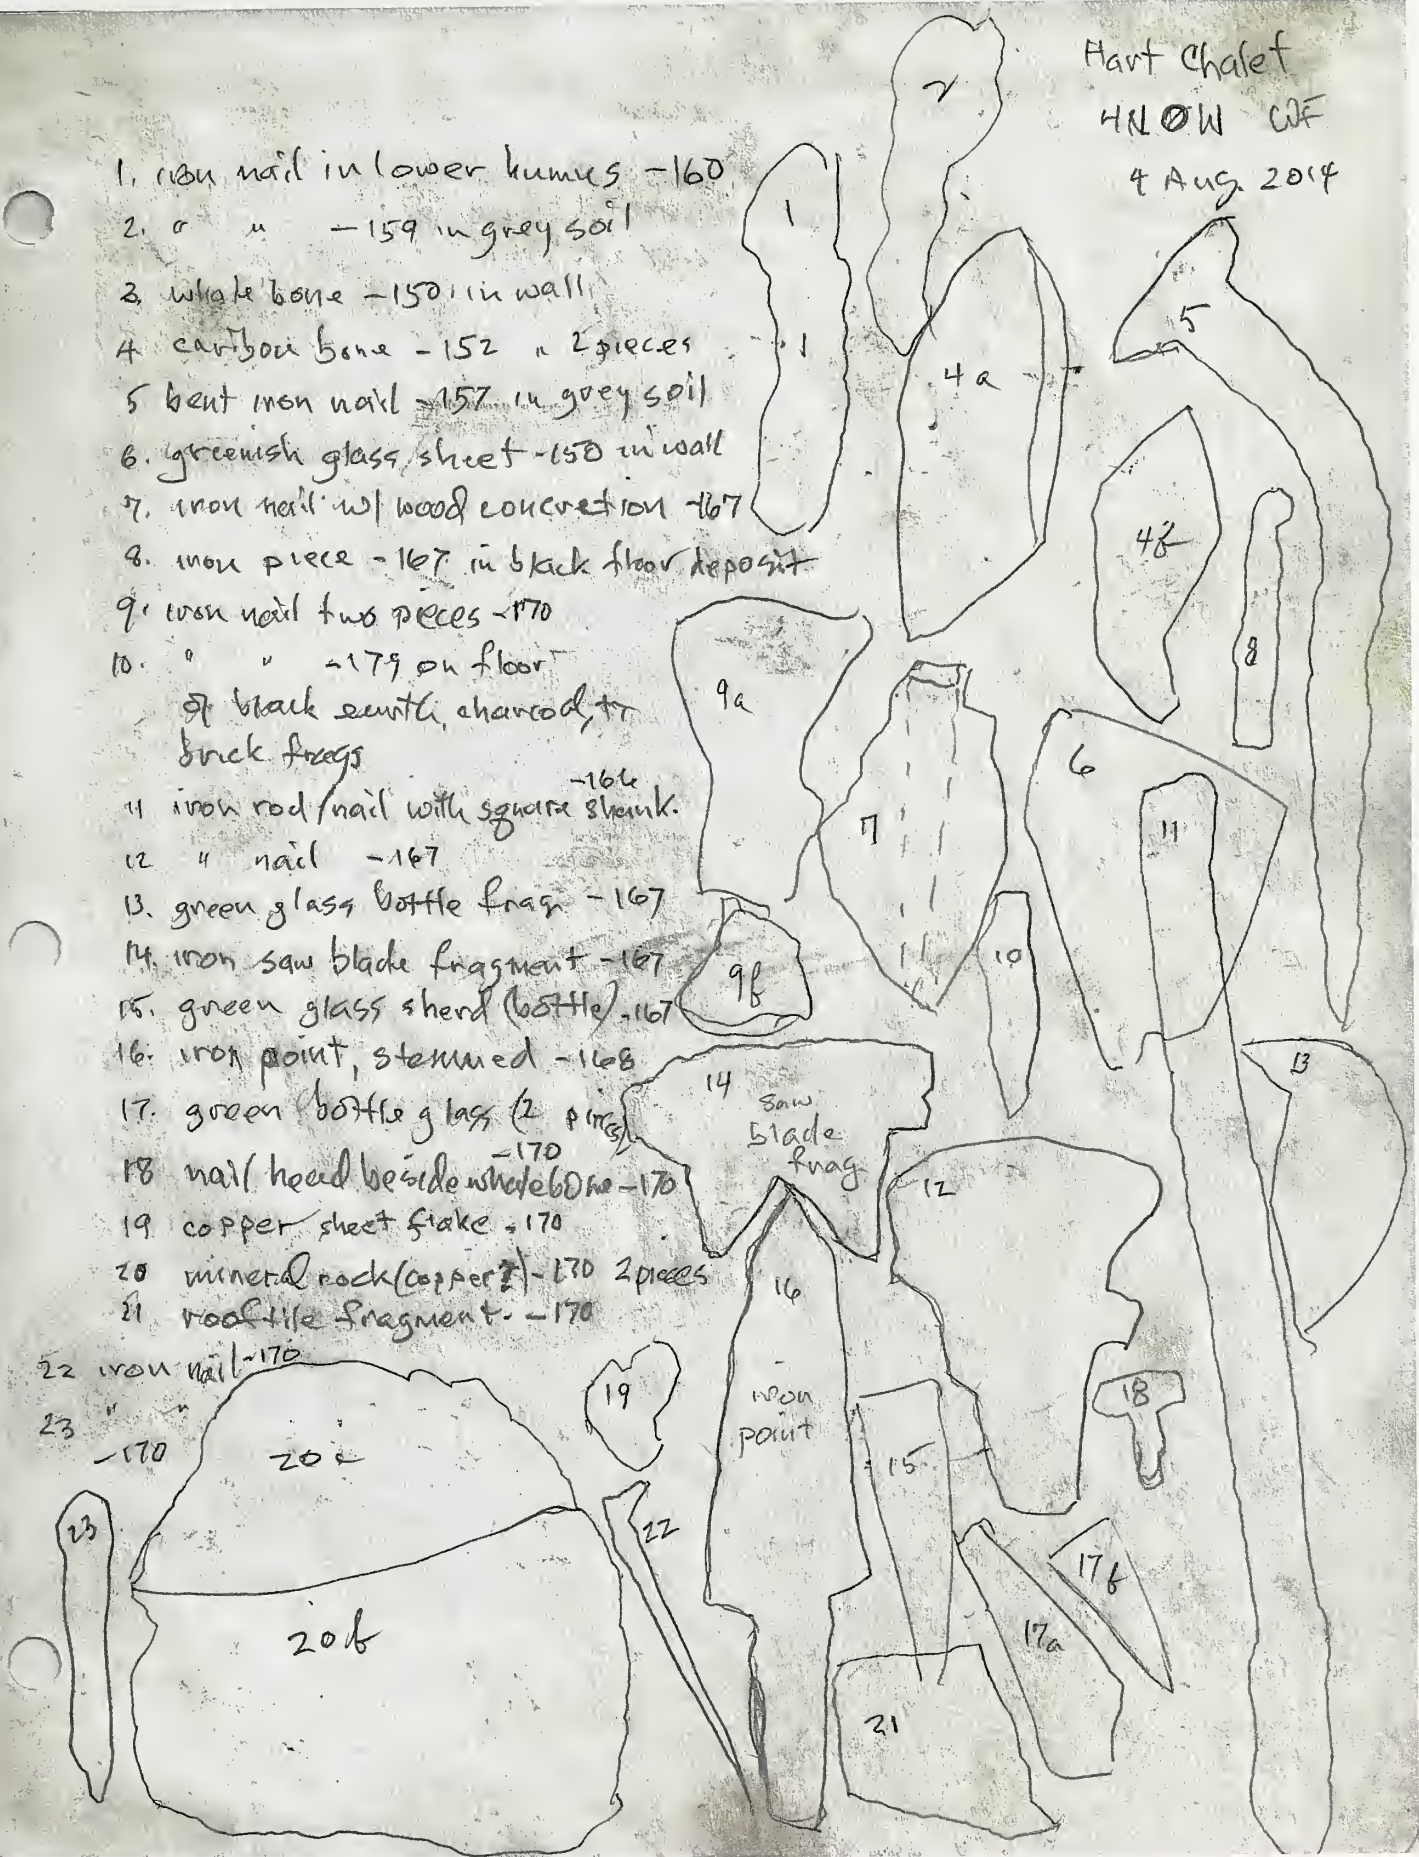 Hart Chalet
4N 0W WF
4 Aug. 2014
1. iron nail in lower humus -160
2. " " -159 in grey soil
3. whale bone -150 in wall
4 caribou bone -152 " 2 pieces
5 bent iron nail -157 in grey soil
6. greenish glass sheet -150 in wall
7. iron nail w/ wood concretion -167
8. iron piece -167 in black floor deposit
9. iron nail two pieces -170
10. " " -179 on floor
of black earth, charcoal, +
brick frags
-166
11 iron rod/nail with square shank.
12 " nail -167
13. green glass bottle frag -167
14. iron saw blade fragment -167
15. green glass sherd (bottle) -167
16. iron point, stemmed -168
17. green bottle glass (2 pieces)
-170
18 nail head beside whalebone -170
19 copper sheet flake -170
20 mineral rock (copper?) -170 2 pieces
21 roof tile fragment. -170
22 iron nail -170
23 " "
-170
2
1
1
4a
5
4b
8
9a
7
6
11
10
9b
13
14
saw
blade
frag
12
16
iron
point
18
19
15
20a
22
23
17b
17a
20b
21